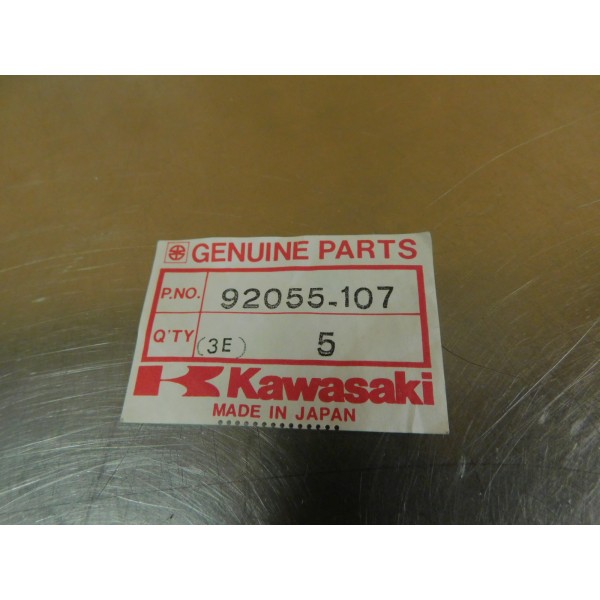 GENUINE PARTS
P.NO. 92055-107
Q'TY (3E) 5
Kawasaki
MADE IN JAPAN